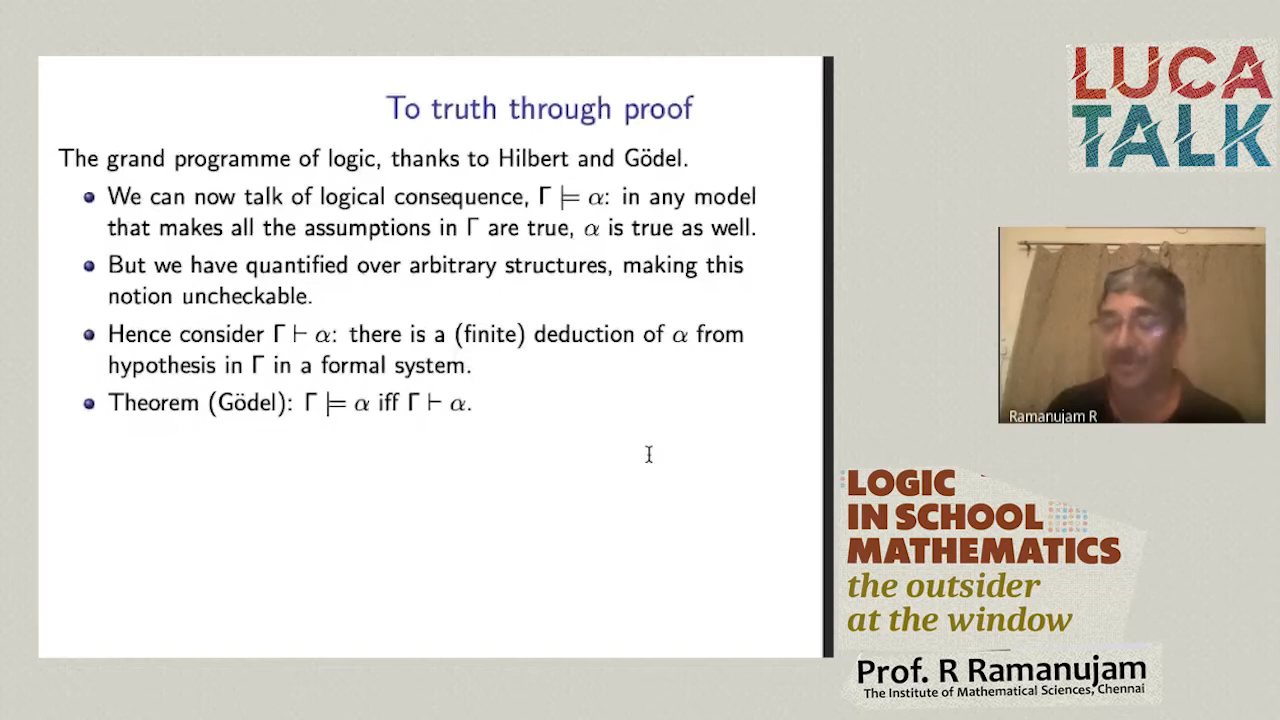 To truth through proof
The grand programme of logic, thanks to Hilbert and Gödel.
We can now talk of logical consequence, Γ ⊨ α: in any model
that makes all the assumptions in Γ are true, α is true as well.
But we have quantified over arbitrary structures, making this
notion uncheckable.
Hence consider Γ ⊢ α: there is a (finite) deduction of α from
hypothesis in Γ in a formal system.
Theorem (Gödel): Γ ⊨ α iff Γ ⊢ α.
LUCA
TALK
Ramanujam R
LOGIC
IN SCHOOL
MATHEMATICS
the outsider
at the window
Prof. R Ramanujam
The Institute of Mathematical Sciences, Chennai